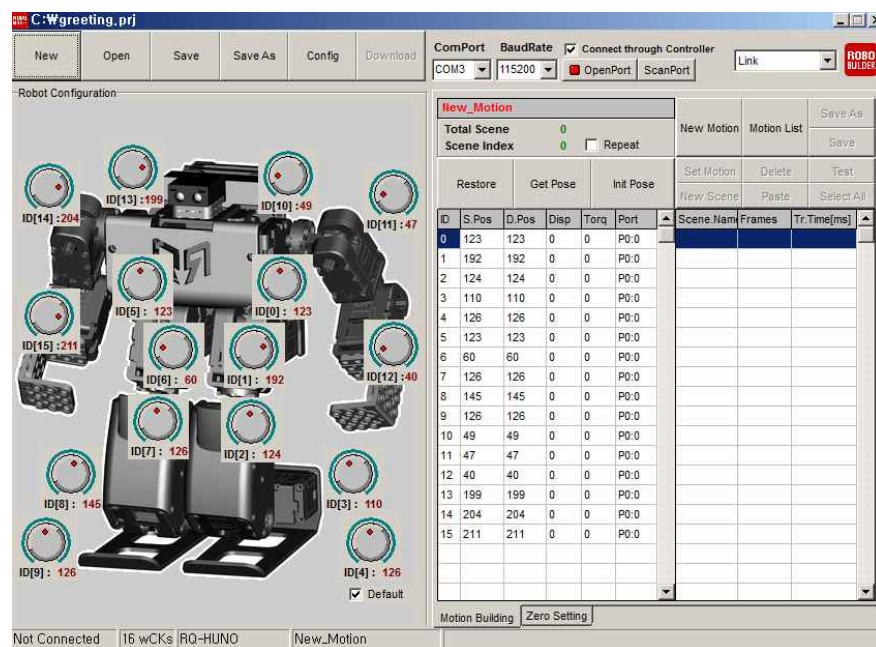 C:₩greeting.prj
New Open Save Save As Config Download
ComPort BaudRate Connect through Controller
COM3 115200 OpenPort ScanPort Link ROBO BUILDER
Robot Configuration
New_Motion
Total Scene 0
Scene Index 0 Repeat
New Motion Motion List Save As
Save
Restore Get Pose Init Pose
Set Motion Delete Test
New Scene Paste Select All
ID[13] :199
ID[10] :49
ID[14] :204
ID[11] :47
ID[5] : 123
ID[0] : 123
ID[15] :211
ID[6] : 60
ID[1] : 192
ID[12] :40
ID[7] : 126
ID[2] : 124
ID[8] : 145
ID[3] : 110
ID[9] : 126
ID[4] : 126
Default
ID S.Pos D.Pos Disp Torq Port
0 123 123 0 0 P0:0
1 192 192 0 0 P0:0
2 124 124 0 0 P0:0
3 110 110 0 0 P0:0
4 126 126 0 0 P0:0
5 123 123 0 0 P0:0
6 60 60 0 0 P0:0
7 126 126 0 0 P0:0
8 145 145 0 0 P0:0
9 126 126 0 0 P0:0
10 49 49 0 0 P0:0
11 47 47 0 0 P0:0
12 40 40 0 0 P0:0
13 199 199 0 0 P0:0
14 204 204 0 0 P0:0
15 211 211 0 0 P0:0
Scene.Nam Frames Tr.Time[ms]
Motion Building Zero Setting
Not Connected 16 wCKs RQ-HUNO New_Motion